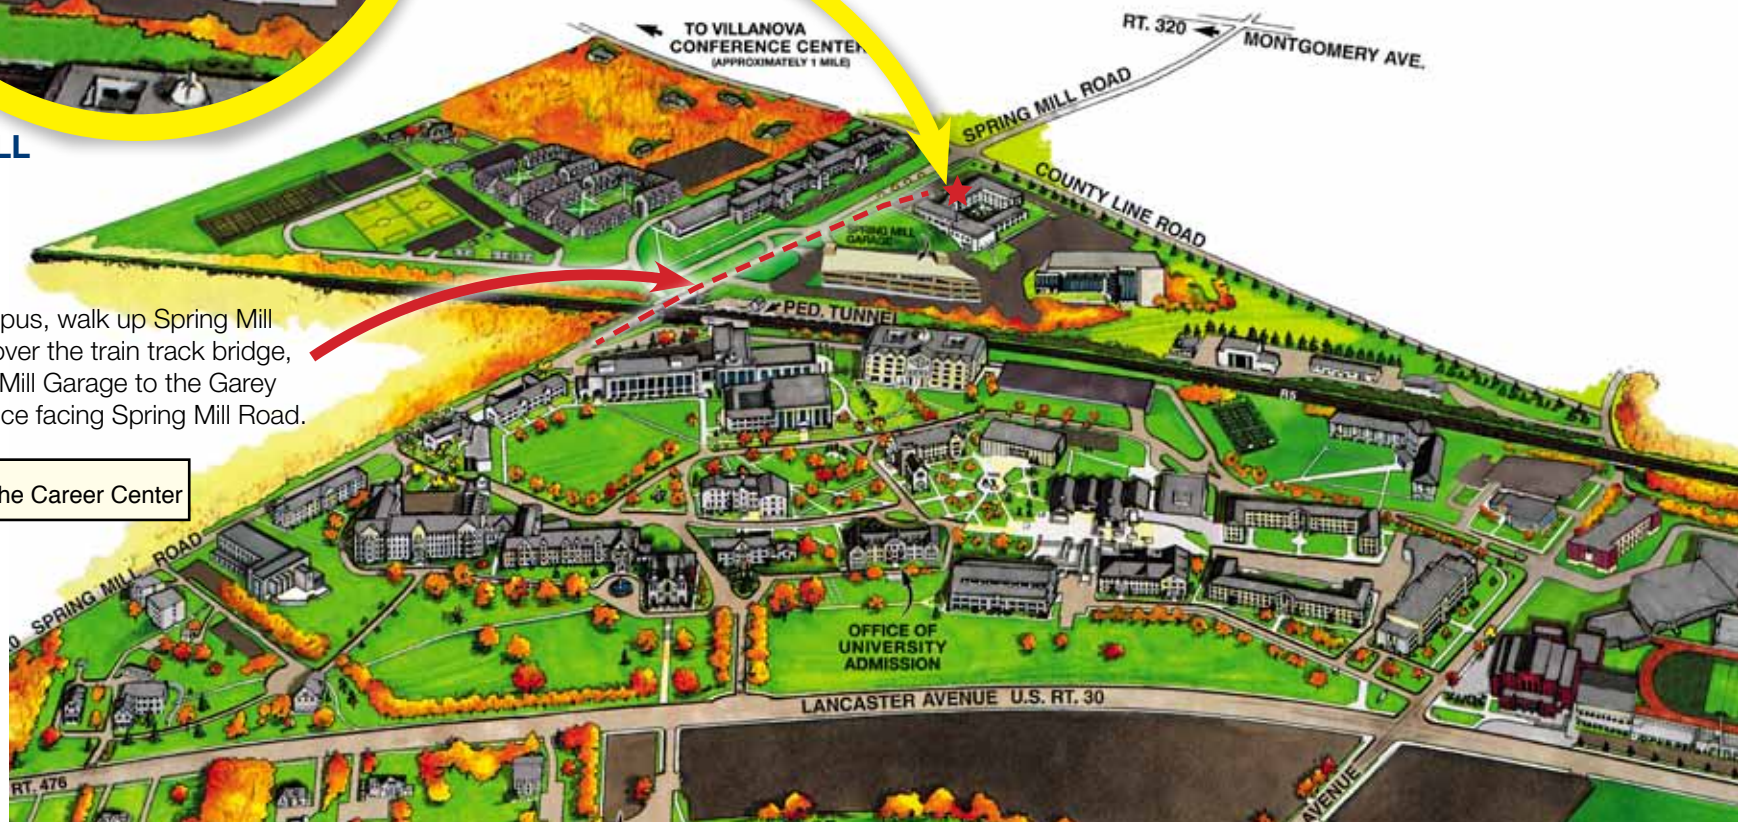 TO VILLANOVA
CONFERENCE CENTER
(APPROXIMATELY 1 MILE)
RT. 320
MONTGOMERY AVE.
SPRING MILL ROAD
LL
COUNTY LINE ROAD
SPRING MILL
GARAGE
PED. TUNNEL
pus, walk up Spring Mill
over the train track bridge,
Mill Garage to the Garey
ce facing Spring Mill Road.
R5
he Career Center
SPRING MILL ROAD
0
OFFICE OF
UNIVERSITY
ADMISSION
LANCASTER AVENUE U.S. RT. 30
RT. 476
AVENUE